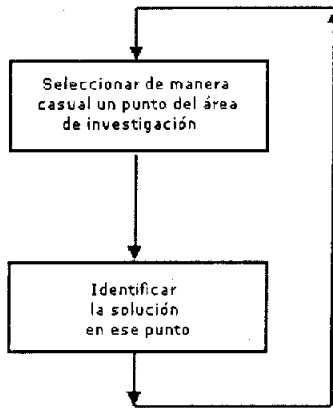 Seleccionar de manera
casual un punto del área
de investigación
Identificar
la solución
en ese punto